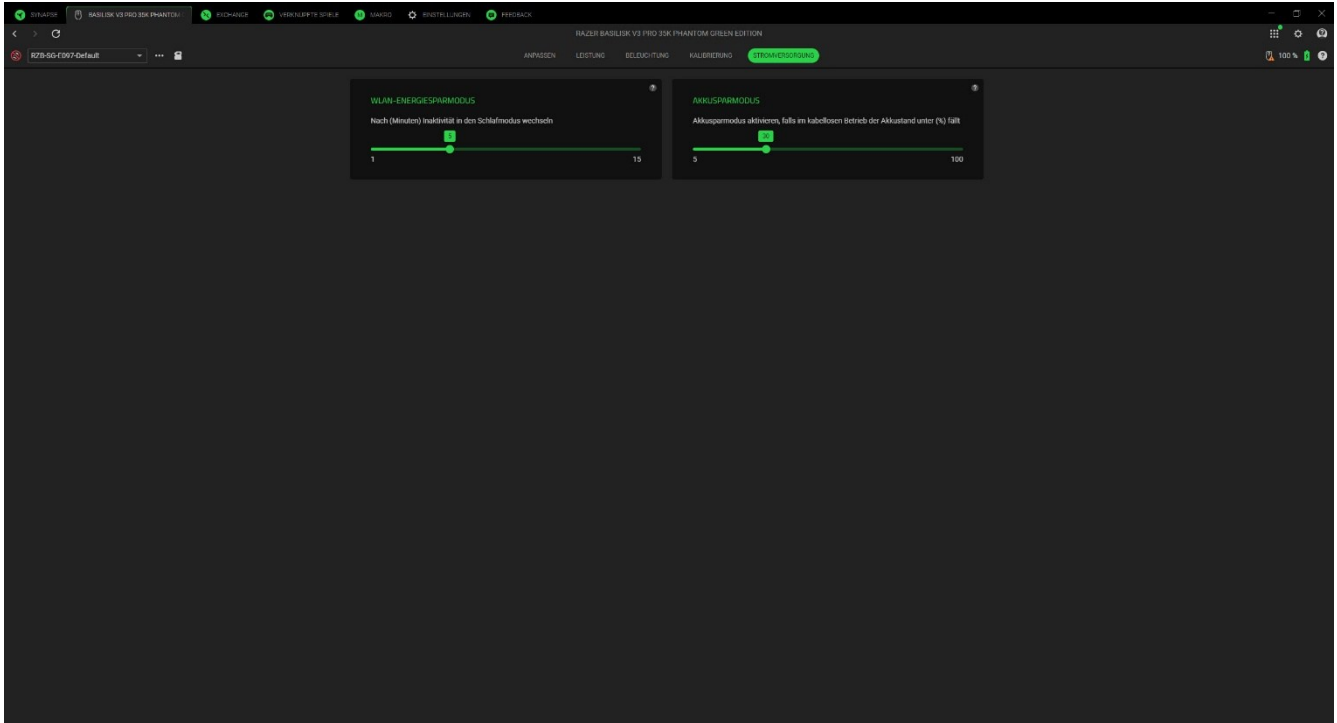 SYNAPSE BASILISK V3 PRO 35K PHANTOM EXCHANGE VERKNÜPFTE SPIELE MAKRO EINSTELLUNGEN FEEDBACK
RAZER BASILISK V3 PRO 35K PHANTOM GREEN EDITION
RZB-SG-E097-Default ANPASSEN LEISTUNG BELEUCHTUNG KALIBRIERUNG STROMVERSORGUNG 100 %
WLAN-ENERGIESPARMODUS
Nach (Minuten) Inaktivität in den Schlafmodus wechseln
5
1 15
AKKUSPARMODUS
Akkusparmodus aktivieren, falls im kabellosen Betrieb der Akkustand unter (%) fällt
30
5 100